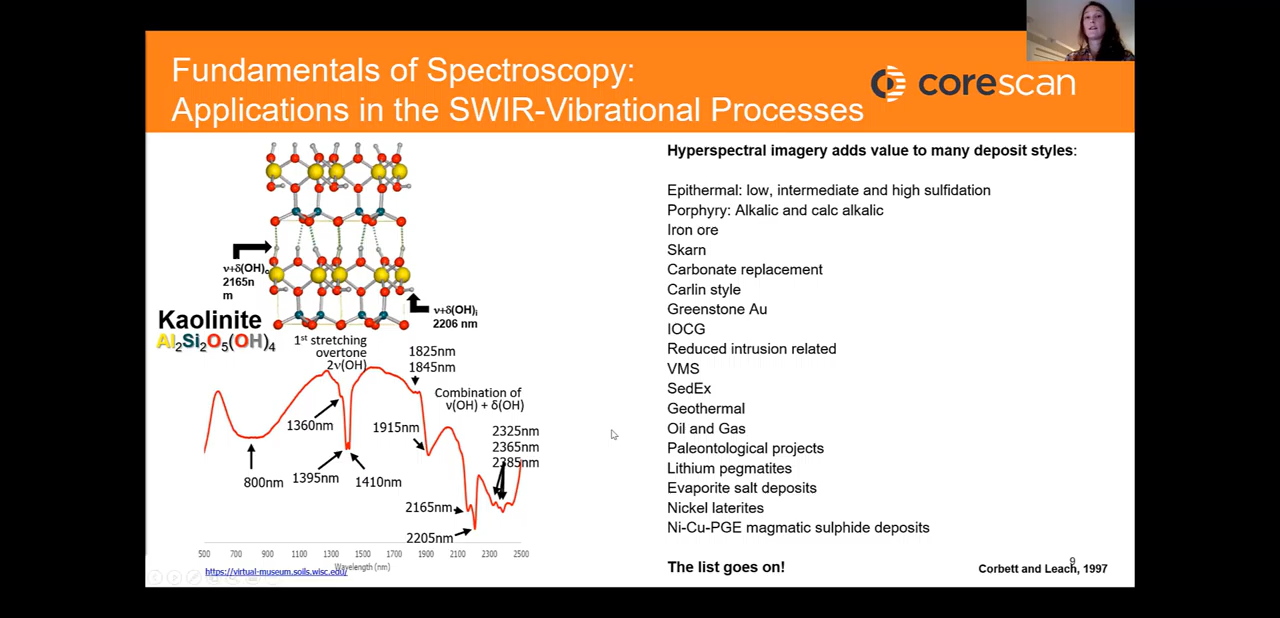 Fundamentals of Spectroscopy:
Applications in the SWIR-Vibrational Processes
corescan
ν+δ(OH)o
2165n
m
ν+δ(OH)i
2206 nm
Kaolinite
Al2Si2O5(OH)4
1st stretching
overtone
2ν(OH)
1825nm
1845nm
Combination of
ν(OH) + δ(OH)
1360nm
1915nm
2325nm
2365nm
2385nm
800nm
1395nm
1410nm
2165nm
2205nm
500 700 900 1100 1300 1500 1700 1900 2100 2300 2500
Wavelength (nm)
https://virtual-museum.soils.wisc.edu/
Hyperspectral imagery adds value to many deposit styles:
Epithermal: low, intermediate and high sulfidation
Porphyry: Alkalic and calc alkalic
Iron ore
Skarn
Carbonate replacement
Carlin style
Greenstone Au
IOCG
Reduced intrusion related
VMS
SedEx
Geothermal
Oil and Gas
Paleontological projects
Lithium pegmatites
Evaporite salt deposits
Nickel laterites
Ni-Cu-PGE magmatic sulphide deposits
The list goes on!
9
Corbett and Leach, 1997